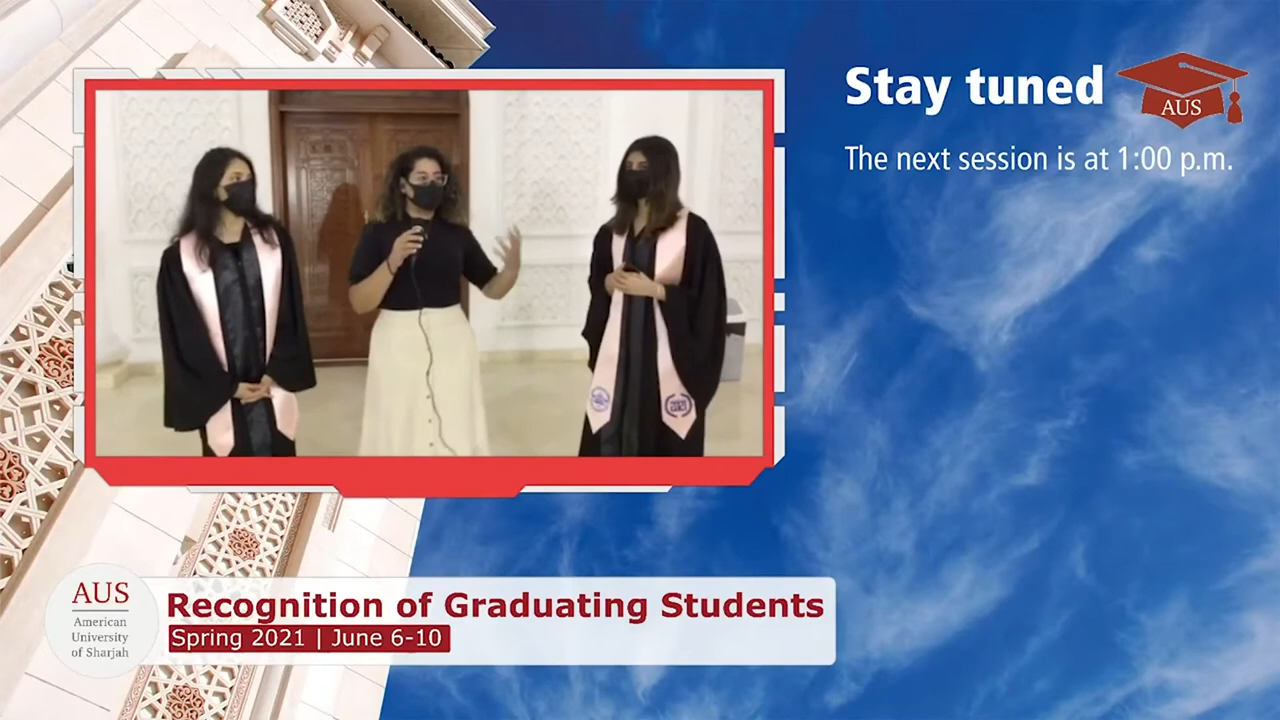 Stay tuned
AUS
The next session is at 1:00 p.m.
AUS
American
University
of Sharjah
Recognition of Graduating Students
Spring 2021 | June 6-10